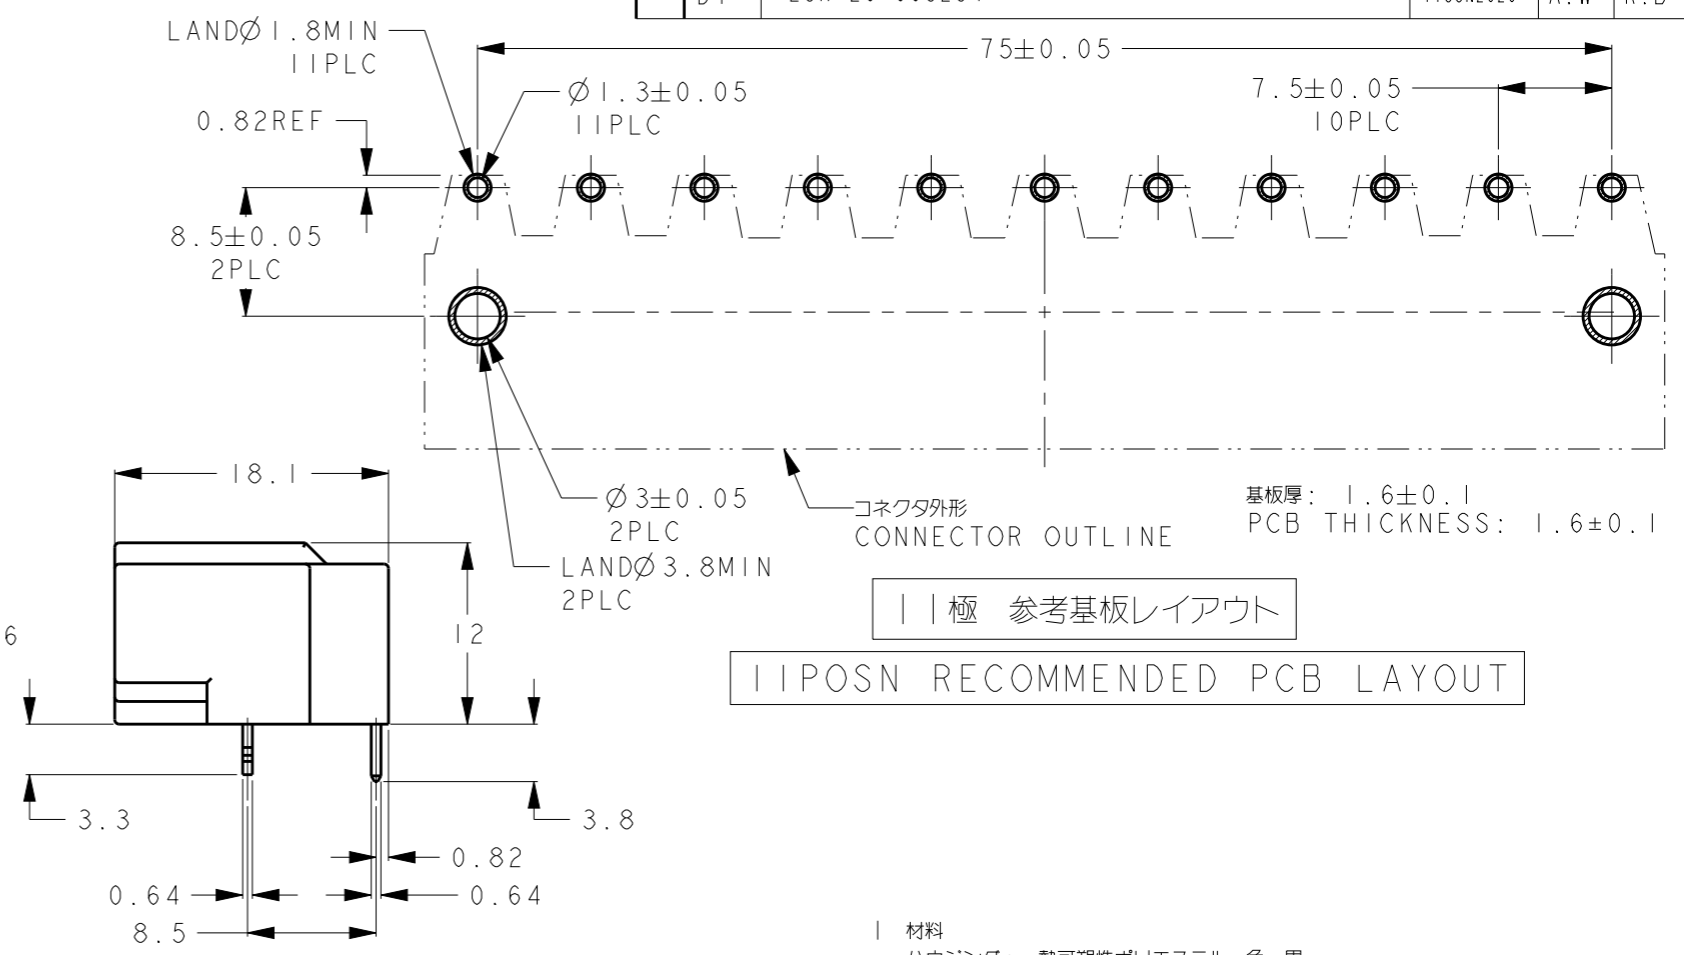 LANDØ1.8MIN
11PLC
75±0.05
Ø1.3±0.05
11PLC
7.5±0.05
10PLC
0.82REF
8.5±0.05
2PLC
18.1
Ø3±0.05
2PLC
LANDØ3.8MIN
2PLC
コネクタ外形
CONNECTOR OUTLINE
基板厚: 1.6±0.1
PCB THICKNESS: 1.6±0.1
11極 参考基板レイアウト
11POSN RECOMMENDED PCB LAYOUT
6
12
3.3
3.8
0.82
0.64
0.64
8.5
1 材料